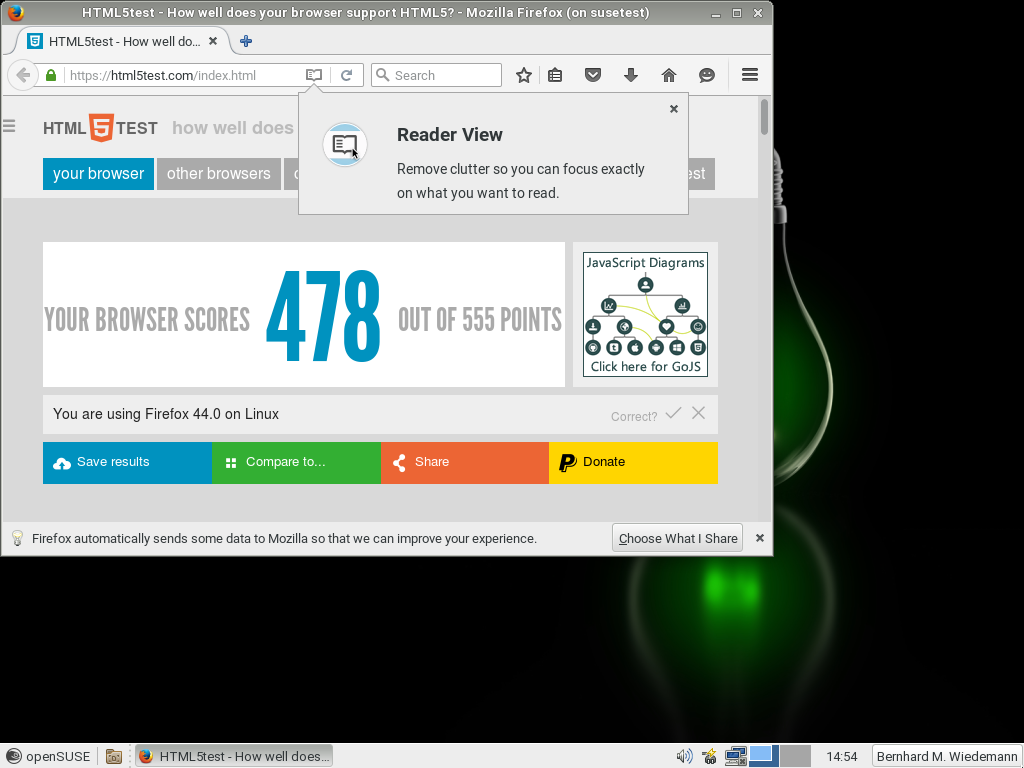 HTML5test - How well does your browser support HTML5? - Mozilla Firefox (on susetest)
HTML5test - How well do...
https://html5test.com/index.html
Search
Reader View
Remove clutter so you can focus exactly
on what you want to read.
HTML 5 TEST how well does
your browser other browsers
YOUR BROWSER SCORES 478 OUT OF 555 POINTS
JavaScript Diagrams
Click here for GoJS
You are using Firefox 44.0 on Linux
Correct?
Save results Compare to... Share Donate
Firefox automatically sends some data to Mozilla so that we can improve your experience.
Choose What I Share
openSUSE
HTML5test - How well does...
14:54
Bernhard M. Wiedemann